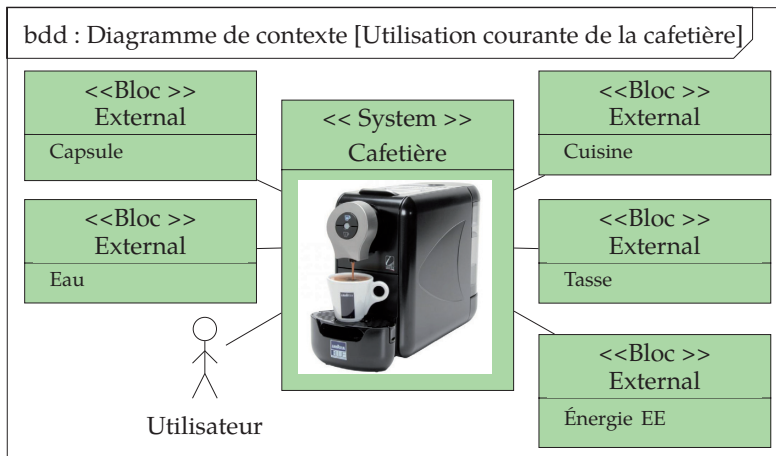 bdd : Diagramme de contexte [Utilisation courante de la cafetière]
<<Bloc >>
External
Capsule
<<Bloc >>
External
Eau
Utilisateur
<< System >>
Cafetière
<<Bloc >>
External
Cuisine
<<Bloc >>
External
Tasse
<<Bloc >>
External
Énergie EE